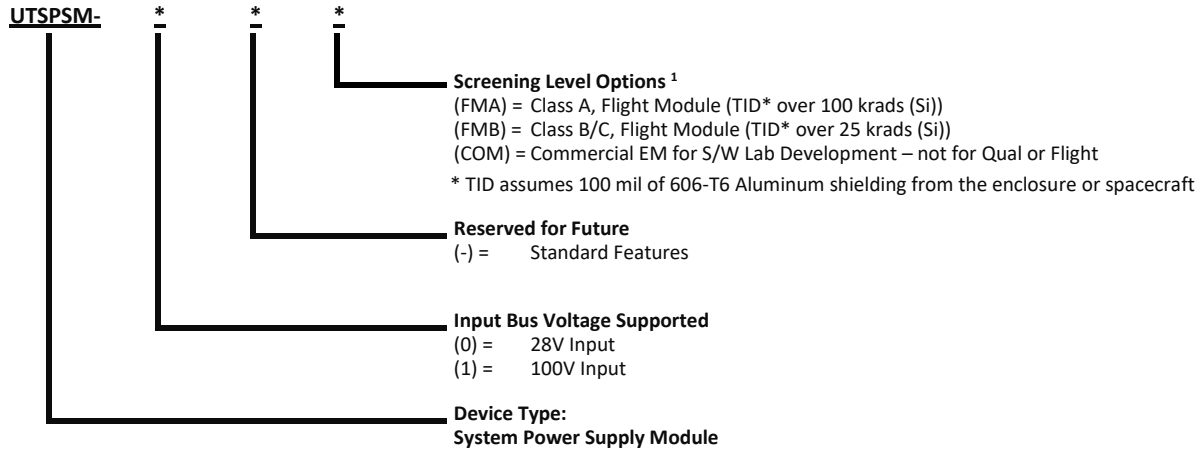 UTSPSM- * * *
Screening Level Options ¹
(FMA) = Class A, Flight Module (TID* over 100 krads (Si))
(FMB) = Class B/C, Flight Module (TID* over 25 krads (Si))
(COM) = Commercial EM for S/W Lab Development – not for Qual or Flight
* TID assumes 100 mil of 606-T6 Aluminum shielding from the enclosure or spacecraft
Reserved for Future
(-) = Standard Features
Input Bus Voltage Supported
(0) = 28V Input
(1) = 100V Input
Device Type:
System Power Supply Module